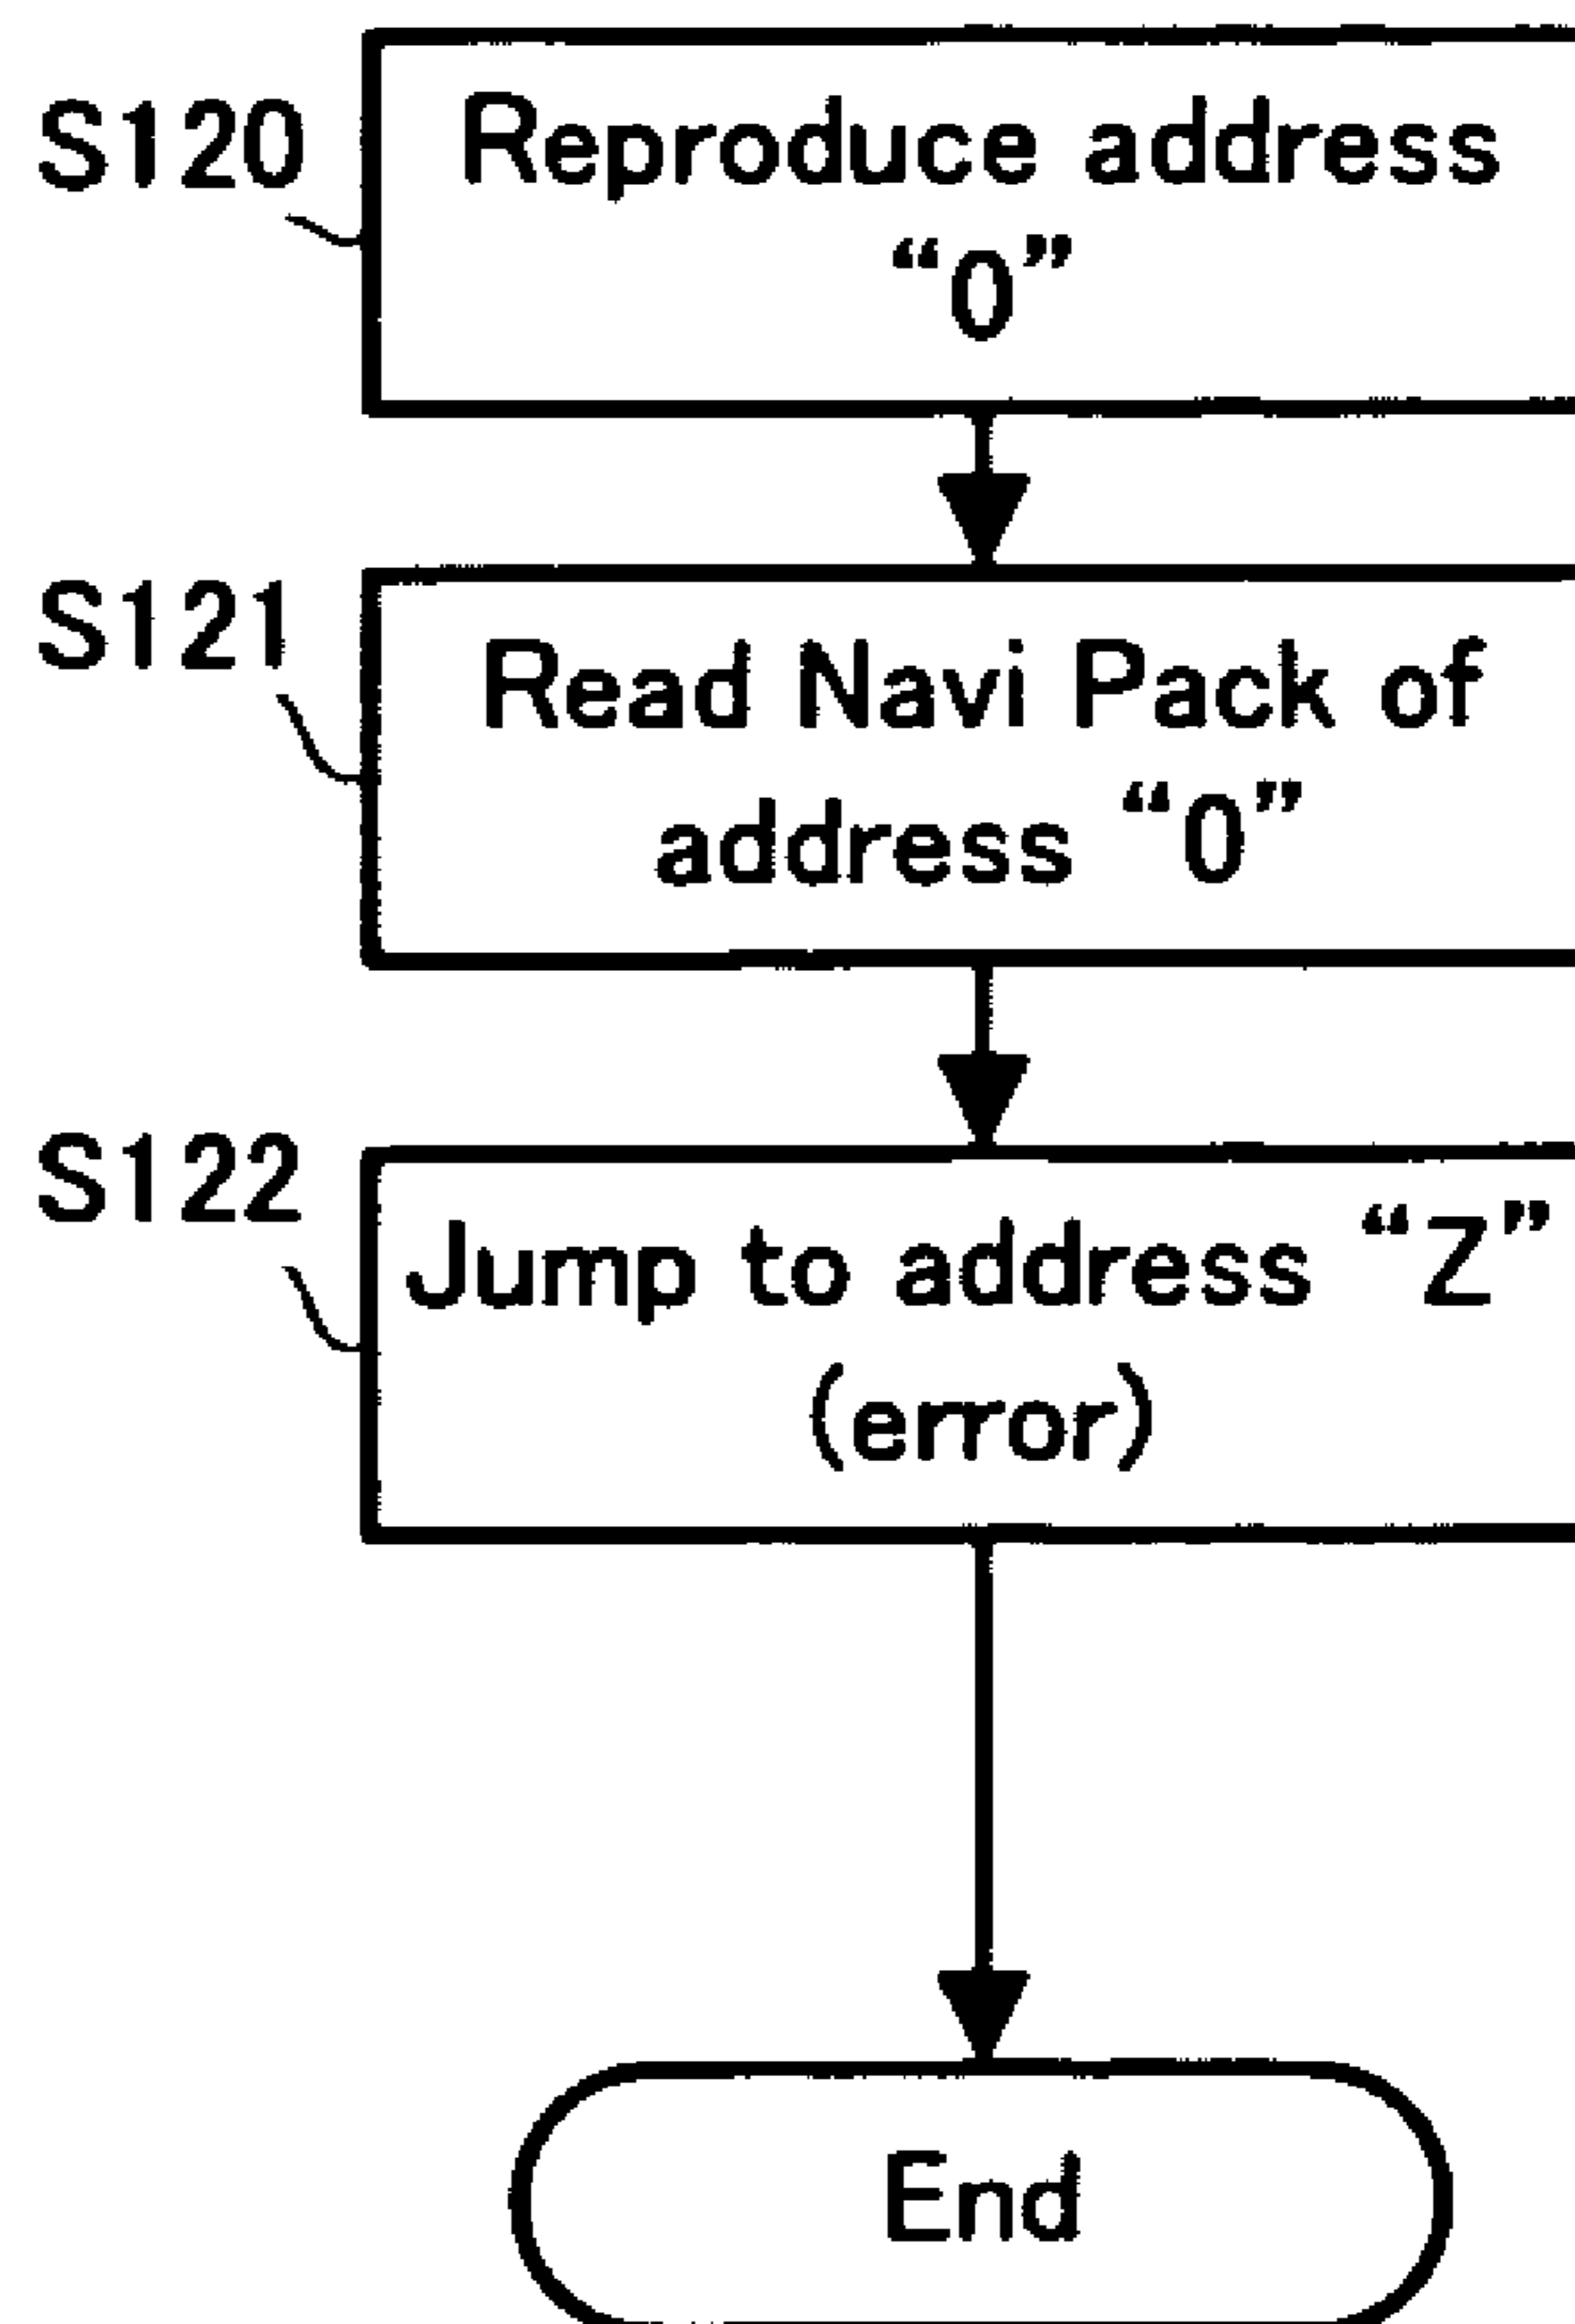 S120
Reproduce address
“0”
S121
Read Navi Pack of
address “0”
S122
Jump to address “Z”
(error)
End